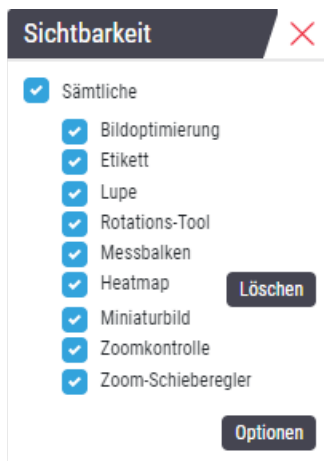 Sichtbarkeit
Sämtliche
Bildoptimierung
Etikett
Lupe
Rotations-Tool
Messbalken
Heatmap
Löschen
Miniaturbild
Zoomkontrolle
Zoom-Schieberegler
Optionen